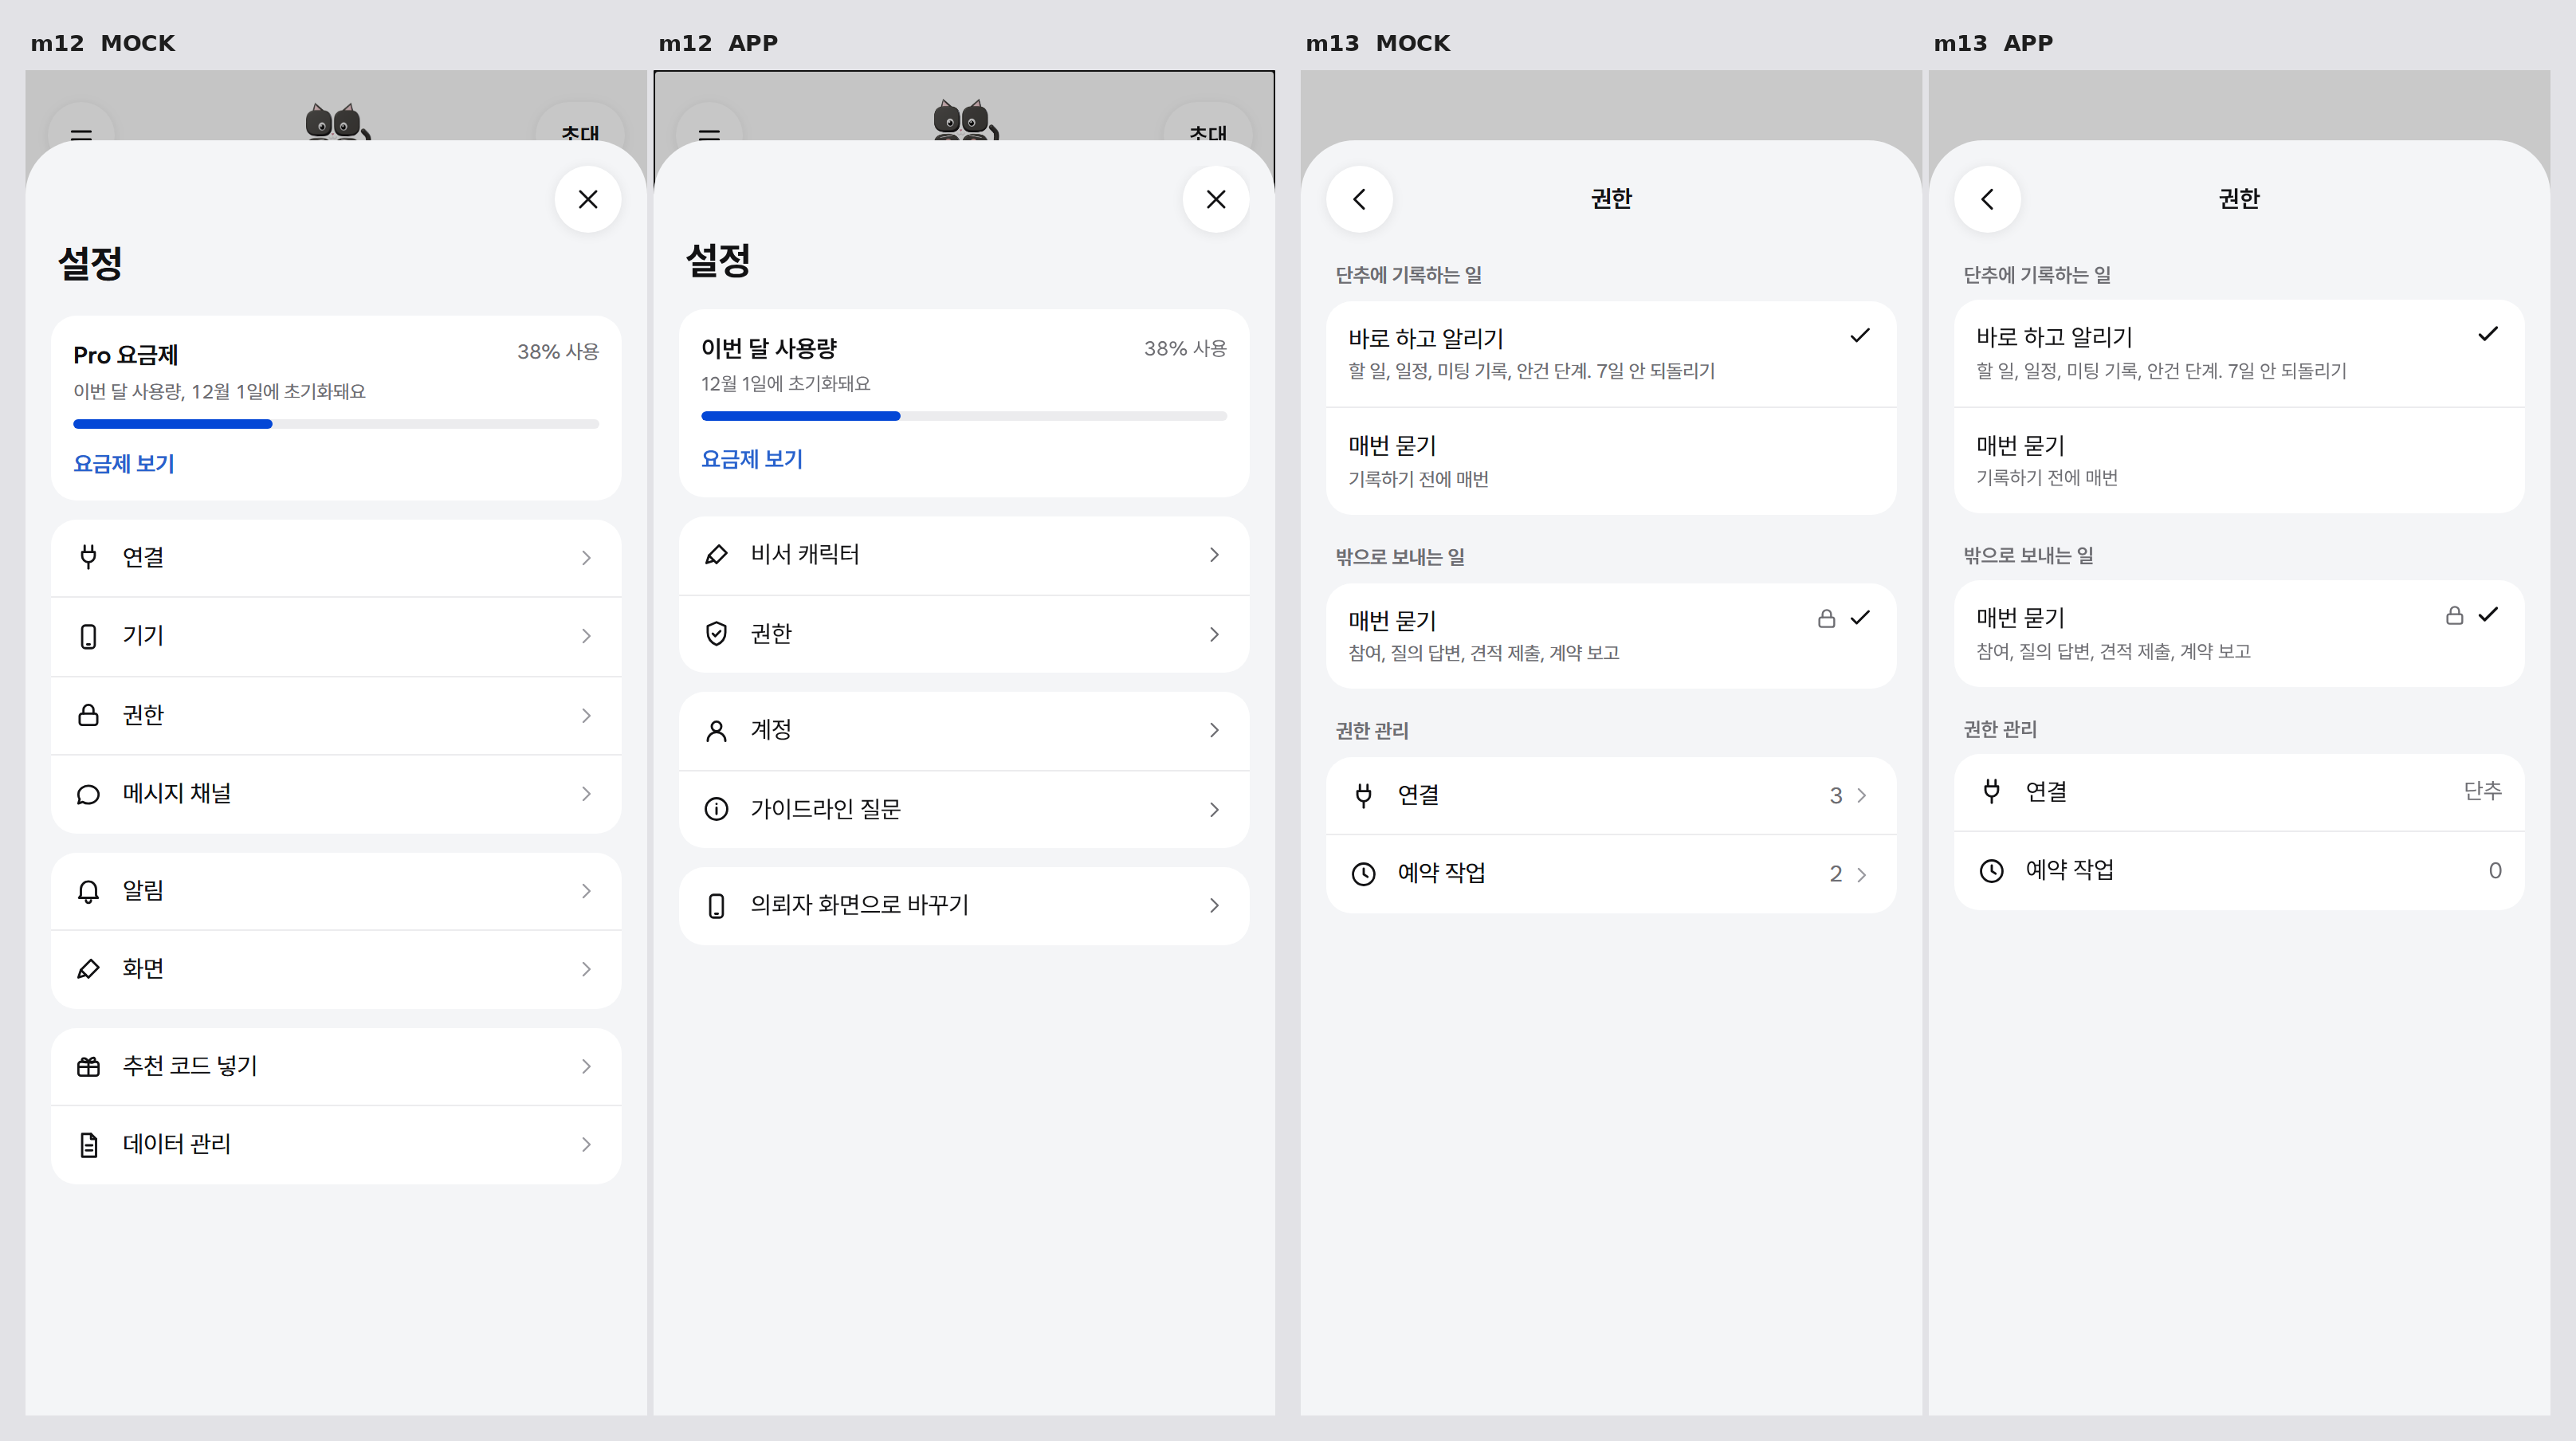 m12 MOCK
초대
설정
Pro 요금제
38% 사용
이번 달 사용량, 12월 1일에 초기화돼요
요금제 보기
연결
기기
권한
메시지 채널
알림
화면
추천 코드 넣기
데이터 관리
m12 APP
초대
설정
이번 달 사용량
38% 사용
12월 1일에 초기화돼요
요금제 보기
비서 캐릭터
권한
계정
가이드라인 질문
의뢰자 화면으로 바꾸기
m13 MOCK
권한
단추에 기록하는 일
바로 하고 알리기
할 일, 일정, 미팅 기록, 안건 단계. 7일 안 되돌리기
매번 묻기
기록하기 전에 매번
밖으로 보내는 일
매번 묻기
참여, 질의 답변, 견적 제출, 계약 보고
권한 관리
연결 3
예약 작업 2
m13 APP
권한
단추에 기록하는 일
바로 하고 알리기
할 일, 일정, 미팅 기록, 안건 단계. 7일 안 되돌리기
매번 묻기
기록하기 전에 매번
밖으로 보내는 일
매번 묻기
참여, 질의 답변, 견적 제출, 계약 보고
권한 관리
연결 단추
예약 작업 0